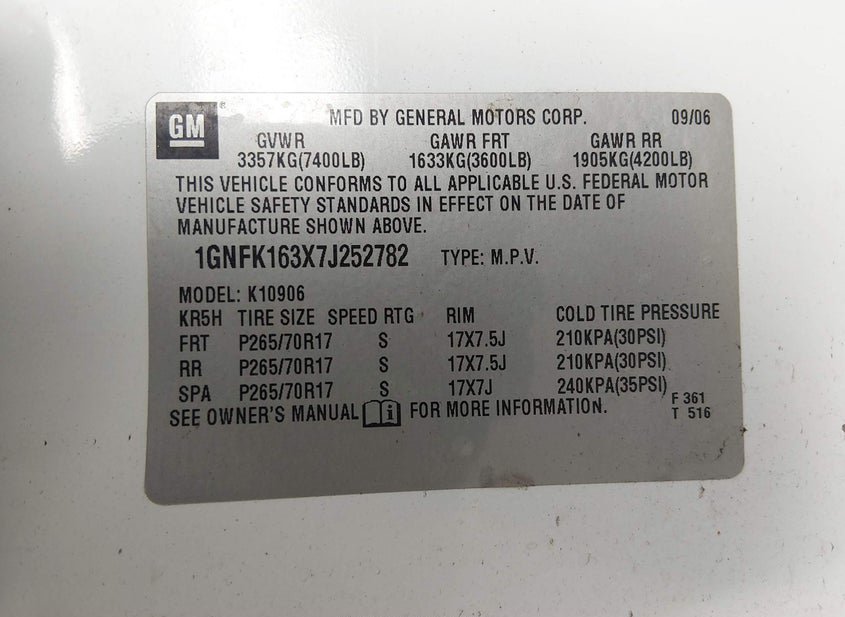 GM ® MFD BY GENERAL MOTORS CORP. 09/06
GVWR GAWR FRT GAWR RR
3357KG(7400LB) 1633KG(3600LB) 1905KG(4200LB)
THIS VEHICLE CONFORMS TO ALL APPLICABLE U.S. FEDERAL MOTOR
VEHICLE SAFETY STANDARDS IN EFFECT ON THE DATE OF
MANUFACTURE SHOWN ABOVE.
1GNFK163X7J252782 TYPE: M.P.V.
MODEL: K10906
KR5H TIRE SIZE SPEED RTG RIM COLD TIRE PRESSURE
FRT P265/70R17 S 17X7.5J 210KPA(30PSI)
RR P265/70R17 S 17X7.5J 210KPA(30PSI)
SPA P265/70R17 S 17X7J 240KPA(35PSI)
SEE OWNER'S MANUAL i FOR MORE INFORMATION.
F 361
T 516